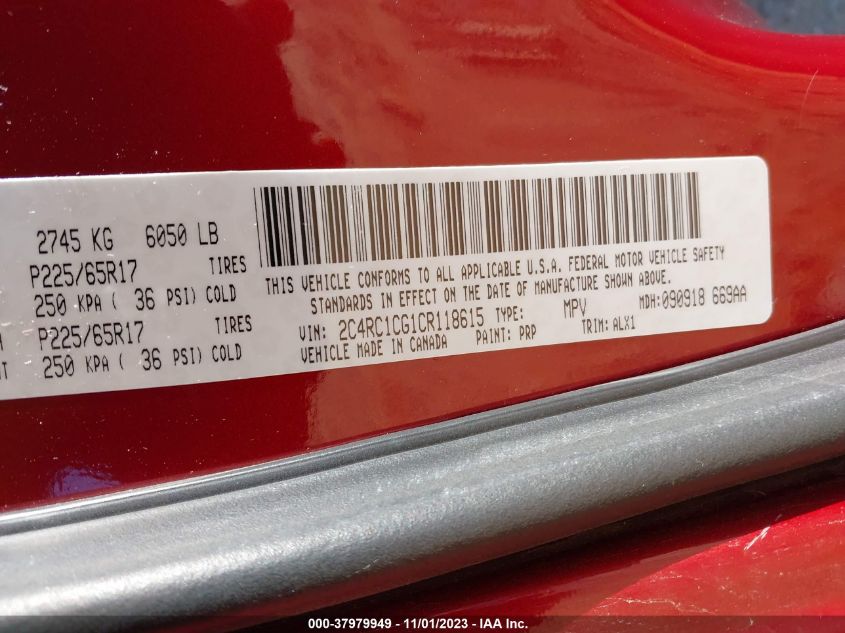 2745 KG 6050 LB
P225/65R17 TIRES
250 KPA ( 36 PSI) COLD
P225/65R17 TIRES
250 KPA ( 36 PSI) COLD
THIS VEHICLE CONFORMS TO ALL APPLICABLE U.S.A. FEDERAL MOTOR VEHICLE SAFETY
STANDARDS IN EFFECT ON THE DATE OF MANUFACTURE SHOWN ABOVE.
VIN: 2C4RC1CG1CR118615 TYPE: MPV MDH: 090918 669AA
VEHICLE MADE IN CANADA PAINT: PRP TRIM: ALX1
000-37979949 - 11/01/2023 - IAA Inc.